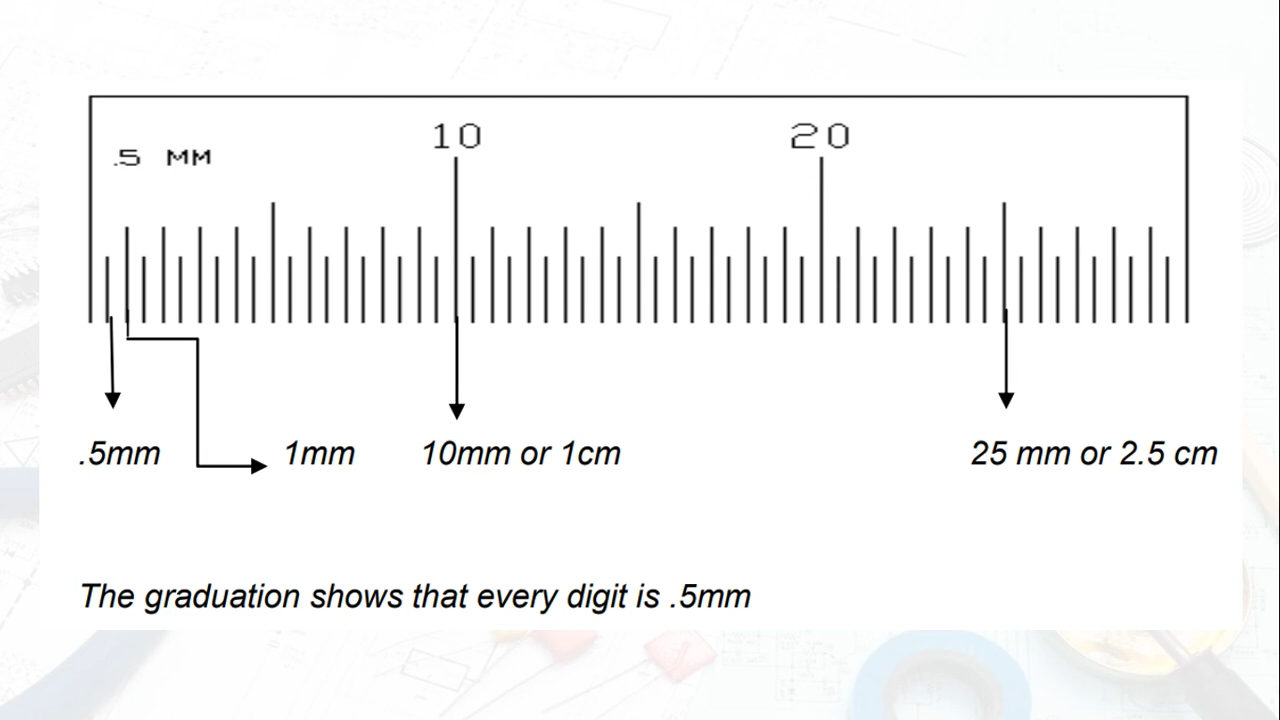 10 20
.5 MM
.5mm 1mm 10mm or 1cm 25 mm or 2.5 cm
The graduation shows that every digit is .5mm